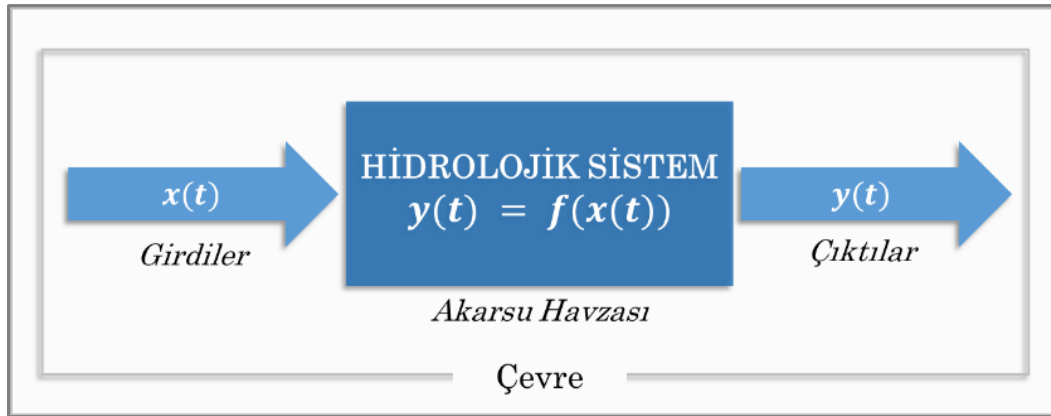 HİDROLOJİK SİSTEM
y(t) = f(x(t))
x(t)
y(t)
Girdiler
Çıktılar
Akarsu Havzası
Çevre